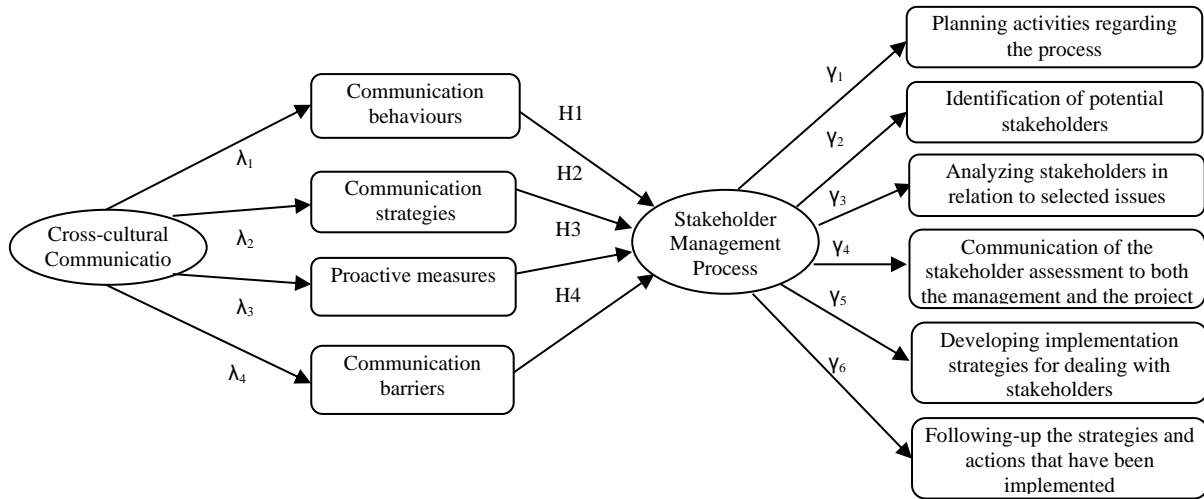 Cross-cultural
Communicatio
λ1
λ2
λ3
λ4
Communication
behaviours
Communication
strategies
Proactive measures
Communication
barriers
H1
H2
H3
H4
Stakeholder
Management
Process
γ1
γ2
γ3
γ4
γ5
γ6
Planning activities regarding
the process
Identification of potential
stakeholders
Analyzing stakeholders in
relation to selected issues
Communication of the
stakeholder assessment to both
the management and the project
Developing implementation
strategies for dealing with
stakeholders
Following-up the strategies and
actions that have been
implemented